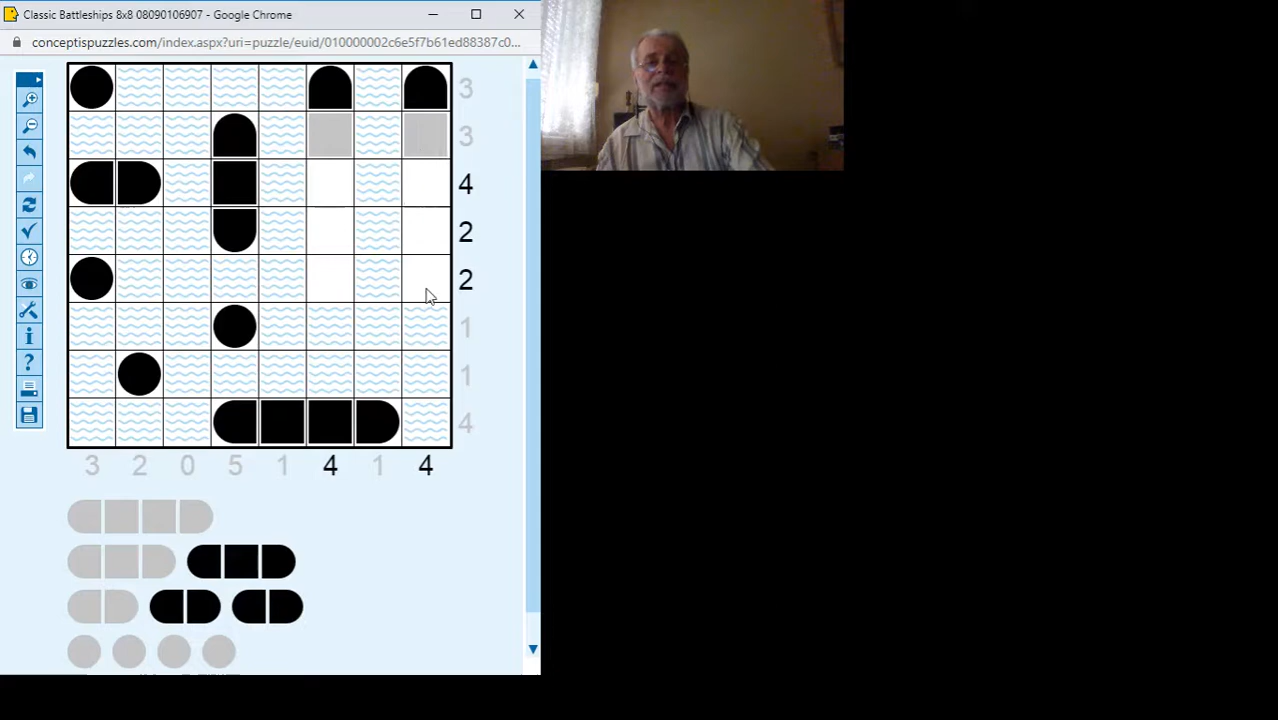 Classic Battleships 8x8 08090106907 - Google Chrome
conceptispuzzles.com/index.aspx?uri=puzzle/euid/010000002c6e5f7b61ed88387c0...
3
3
4
2
2
1
1
4
3 2 0 5 1 4 1 4